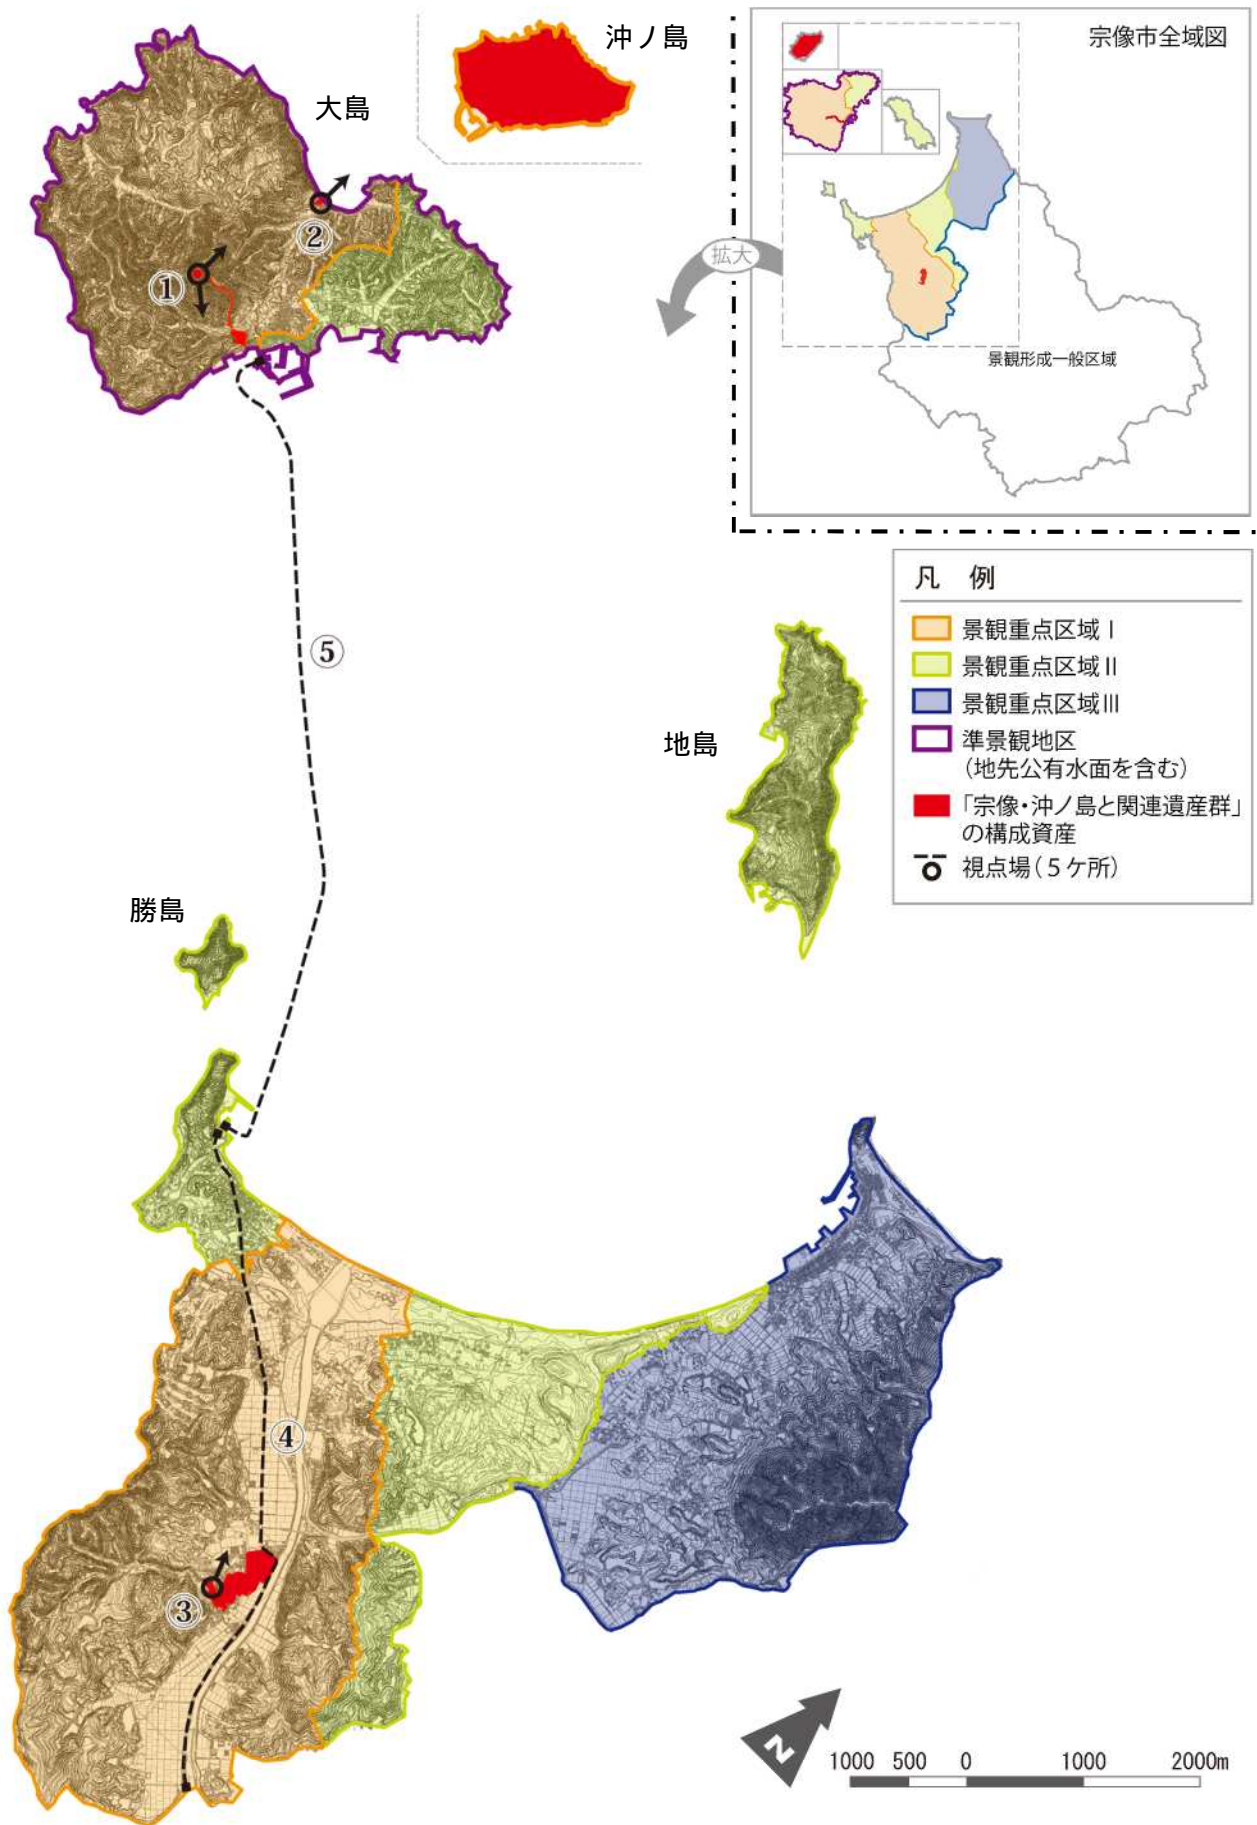 沖ノ島
大島
宗像市全域図
拡大
景観形成一般区域
①
②
③
④
⑤
地島
勝島
凡 例
景観重点区域Ⅰ
景観重点区域Ⅱ
景観重点区域Ⅲ
準景観地区
(地先公有水面を含む)
「宗像・沖ノ島と関連遺産群」
の構成資産
視点場(5ケ所)
N
1000 500 0 1000 2000m